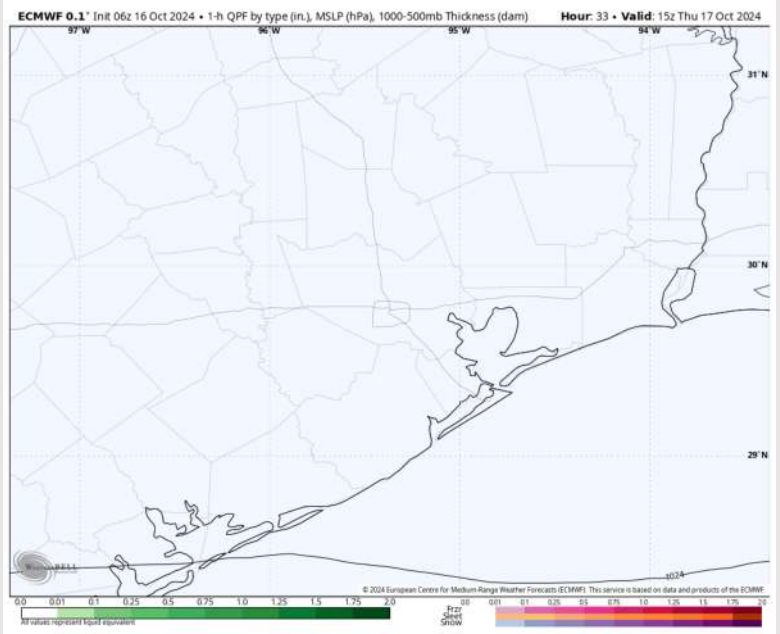 ECMWF 0.1° Init 06z 16 Oct 2024 • 1-h QPF by type (in.), MSLP (hPa), 1000-500mb Thickness (dam) Hour: 33 • Valid: 15z Thu 17 Oct 2024
97°W 96°W 95°W 94°W
31°N
30°N
29°N
1024
WeatherBELL
© 2024 European Centre for Medium-Range Weather Forecasts (ECMWF). This service is based on data and products of the ECMWF.
0.0 0.01 0.1 0.25 0.5 0.75 1.0 1.25 1.5 1.75 2.0 0.0 0.01 0.1 0.25 0.5 0.75 1.0 1.25 1.5 1.75 2.0
Frzr
Sleet
Snow
All values represent liquid equivalent